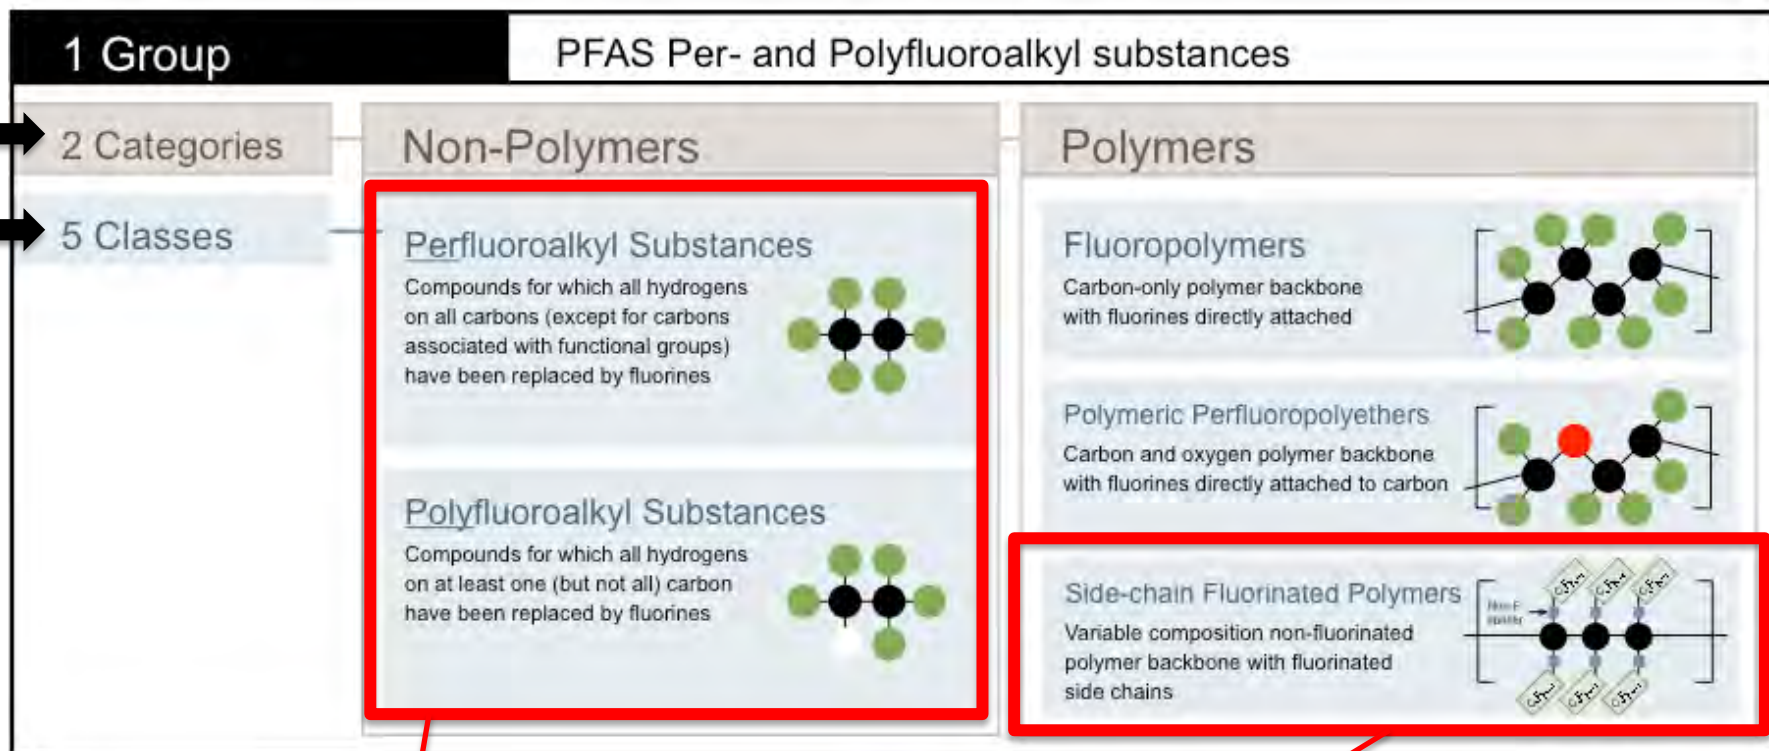 1 Group
PFAS Per- and Polyfluoroalkyl substances
2 Categories
Non-Polymers
Polymers
5 Classes
Perfluoroalkyl Substances
Compounds for which all hydrogens
on all carbons (except for carbons
associated with functional groups)
have been replaced by fluorines
Polyfluoroalkyl Substances
Compounds for which all hydrogens
on at least one (but not all) carbon
have been replaced by fluorines
Fluoropolymers
Carbon-only polymer backbone
with fluorines directly attached
Polymeric Perfluoropolyethers
Carbon and oxygen polymer backbone
with fluorines directly attached to carbon
Side-chain Fluorinated Polymers
Variable composition non-fluorinated
polymer backbone with fluorinated
side chains
Non-F
spacer